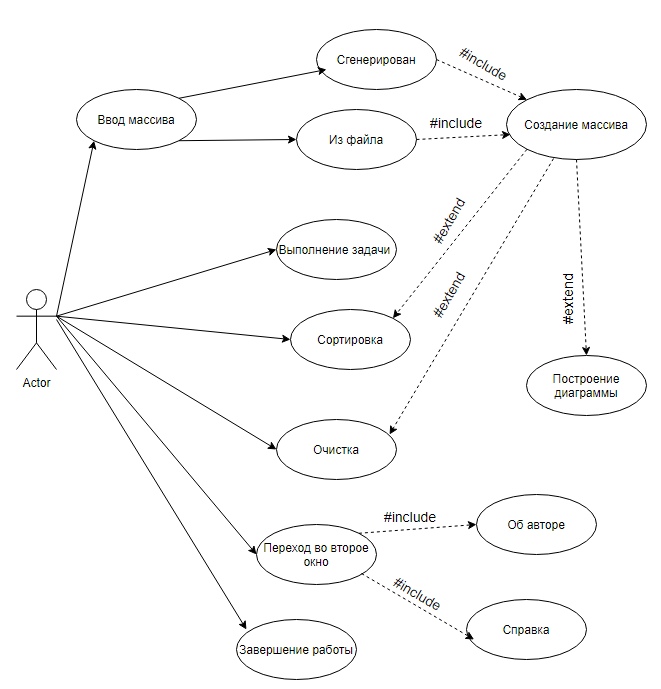 Сгенерирован
#include
Ввод массива
Из файла
#include
Создание массива
#extend
Выполнение задачи
#extend
#extend
Сортировка
Actor
Построение
диаграммы
Очистка
#include
Об авторе
Переход во второе
окно
#include
Справка
Завершение работы